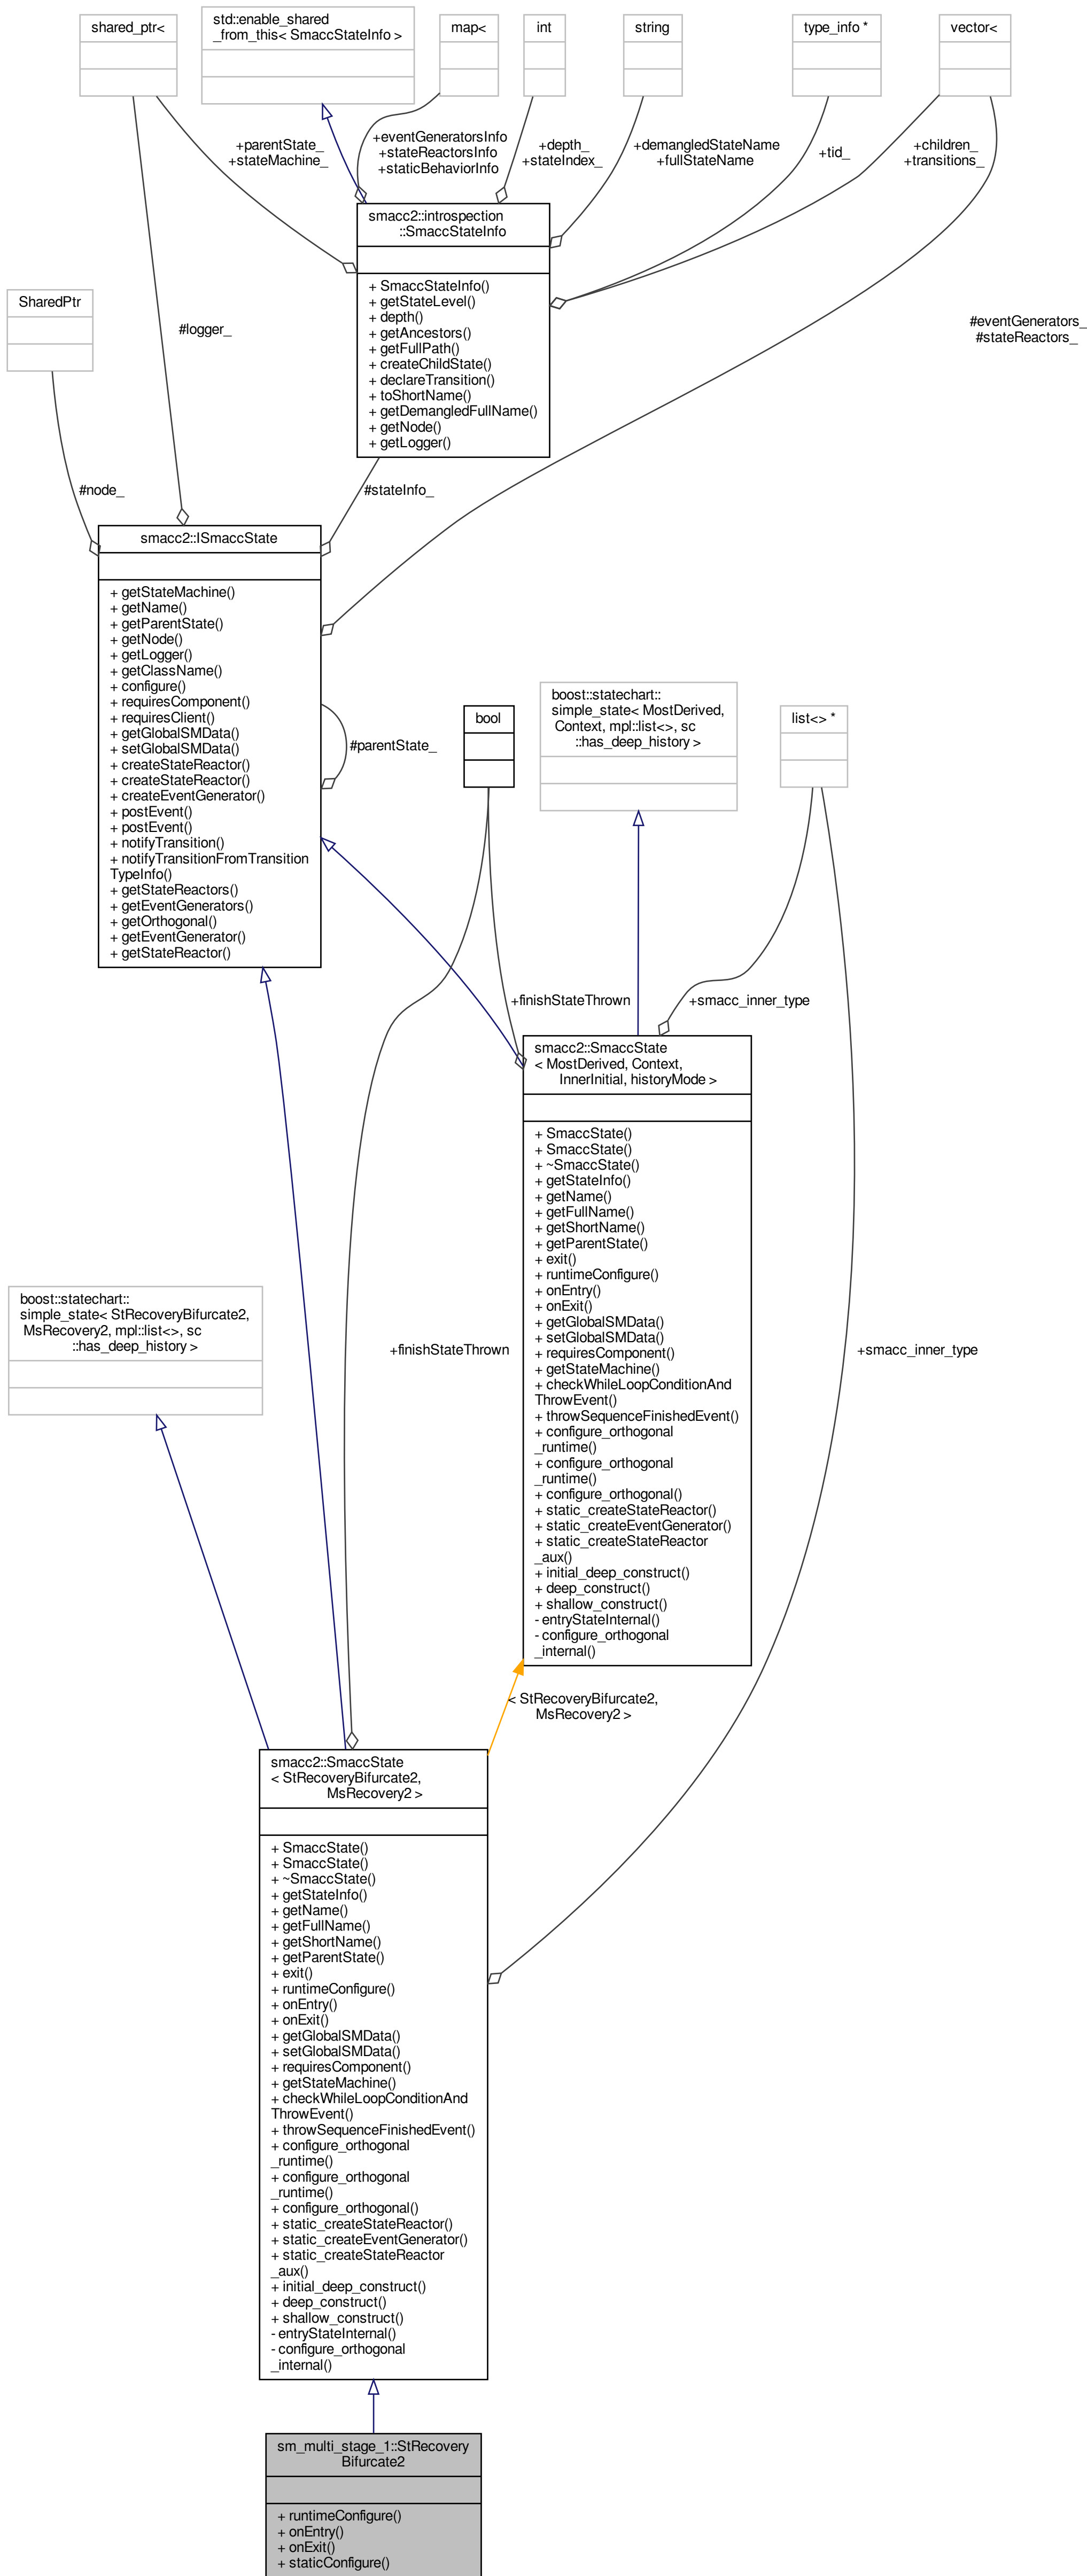 shared_ptr<
std::enable_shared
_from_this< SmaccStateInfo >
map<
int
string
type_info *
vector<
+parentState_
+stateMachine_
+eventGeneratorsInfo
+stateReactorsInfo
+staticBehaviorInfo
+depth_
+stateIndex_
+demangledStateName
+fullStateName
+tid_
+children_
+transitions_
smacc2::introspection
::SmaccStateInfo
+ SmaccStateInfo()
+ getStateLevel()
+ depth()
+ getAncestors()
+ getFullPath()
+ createChildState()
+ declareTransition()
+ toShortName()
+ getDemangledFullName()
+ getNode()
+ getLogger()
SharedPtr
#logger_
#eventGenerators_
#stateReactors_
#node_
#stateInfo_
smacc2::ISmaccState
+ getStateMachine()
+ getName()
+ getParentState()
+ getNode()
+ getLogger()
+ getClassName()
+ configure()
+ requiresComponent()
+ requiresClient()
+ getGlobalSMData()
+ setGlobalSMData()
+ createStateReactor()
+ createStateReactor()
+ createEventGenerator()
+ postEvent()
+ postEvent()
+ notifyTransition()
+ notifyTransitionFromTransition
TypeInfo()
+ getStateReactors()
+ getEventGenerators()
+ getOrthogonal()
+ getEventGenerator()
+ getStateReactor()
#parentState_
bool
boost::statechart::
simple_state< MostDerived,
Context, mpl::list<>, sc
::has_deep_history >
list<> *
+finishStateThrown
+smacc_inner_type
smacc2::SmaccState
< MostDerived, Context,
InnerInitial, historyMode >
+ SmaccState()
+ SmaccState()
+ ~SmaccState()
+ getStateInfo()
+ getName()
+ getFullName()
+ getShortName()
+ getParentState()
+ exit()
+ runtimeConfigure()
+ onEntry()
+ onExit()
+ getGlobalSMData()
+ setGlobalSMData()
+ requiresComponent()
+ getStateMachine()
+ checkWhileLoopConditionAnd
ThrowEvent()
+ throwSequenceFinishedEvent()
+ configure_orthogonal
_runtime()
+ configure_orthogonal
_runtime()
+ configure_orthogonal()
+ static_createStateReactor()
+ static_createEventGenerator()
+ static_createStateReactor
_aux()
+ initial_deep_construct()
+ deep_construct()
+ shallow_construct()
- entryStateInternal()
- configure_orthogonal
_internal()
boost::statechart::
simple_state< StRecoveryBifurcate2,
MsRecovery2, mpl::list<>, sc
::has_deep_history >
+finishStateThrown
+smacc_inner_type
< StRecoveryBifurcate2,
MsRecovery2 >
smacc2::SmaccState
< StRecoveryBifurcate2,
MsRecovery2 >
+ SmaccState()
+ SmaccState()
+ ~SmaccState()
+ getStateInfo()
+ getName()
+ getFullName()
+ getShortName()
+ getParentState()
+ exit()
+ runtimeConfigure()
+ onEntry()
+ onExit()
+ getGlobalSMData()
+ setGlobalSMData()
+ requiresComponent()
+ getStateMachine()
+ checkWhileLoopConditionAnd
ThrowEvent()
+ throwSequenceFinishedEvent()
+ configure_orthogonal
_runtime()
+ configure_orthogonal
_runtime()
+ configure_orthogonal()
+ static_createStateReactor()
+ static_createEventGenerator()
+ static_createStateReactor
_aux()
+ initial_deep_construct()
+ deep_construct()
+ shallow_construct()
- entryStateInternal()
- configure_orthogonal
_internal()
sm_multi_stage_1::StRecovery
Bifurcate2
+ runtimeConfigure()
+ onEntry()
+ onExit()
+ staticConfigure()